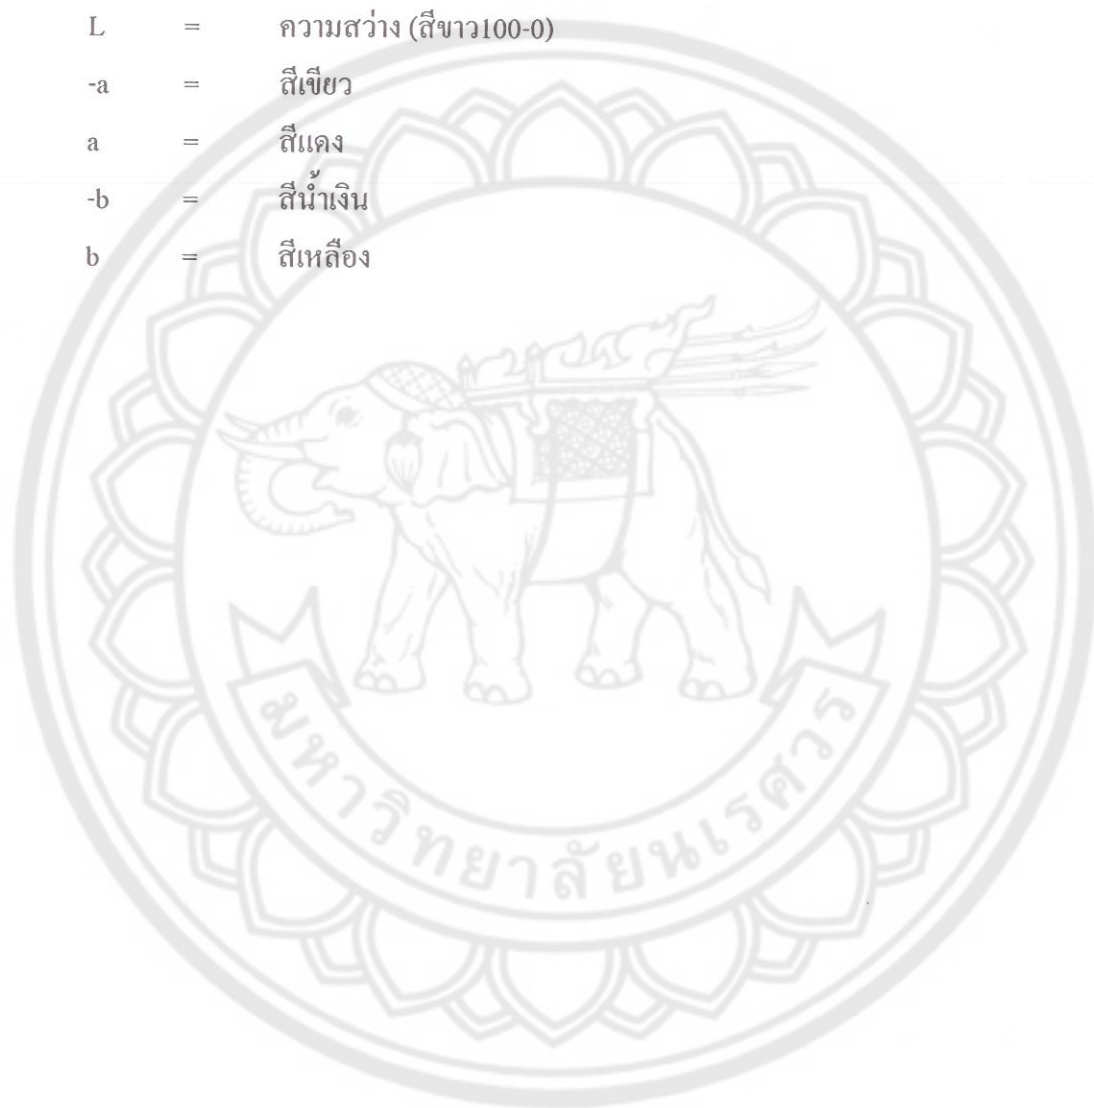 L = ความสว่าง (สีขาว100-0)
-a = สีเขียว
a = สีแดง
-b = สีน้ำเงิน
b = สีเหลือง
มหาวิทยาลัยนเรศวร